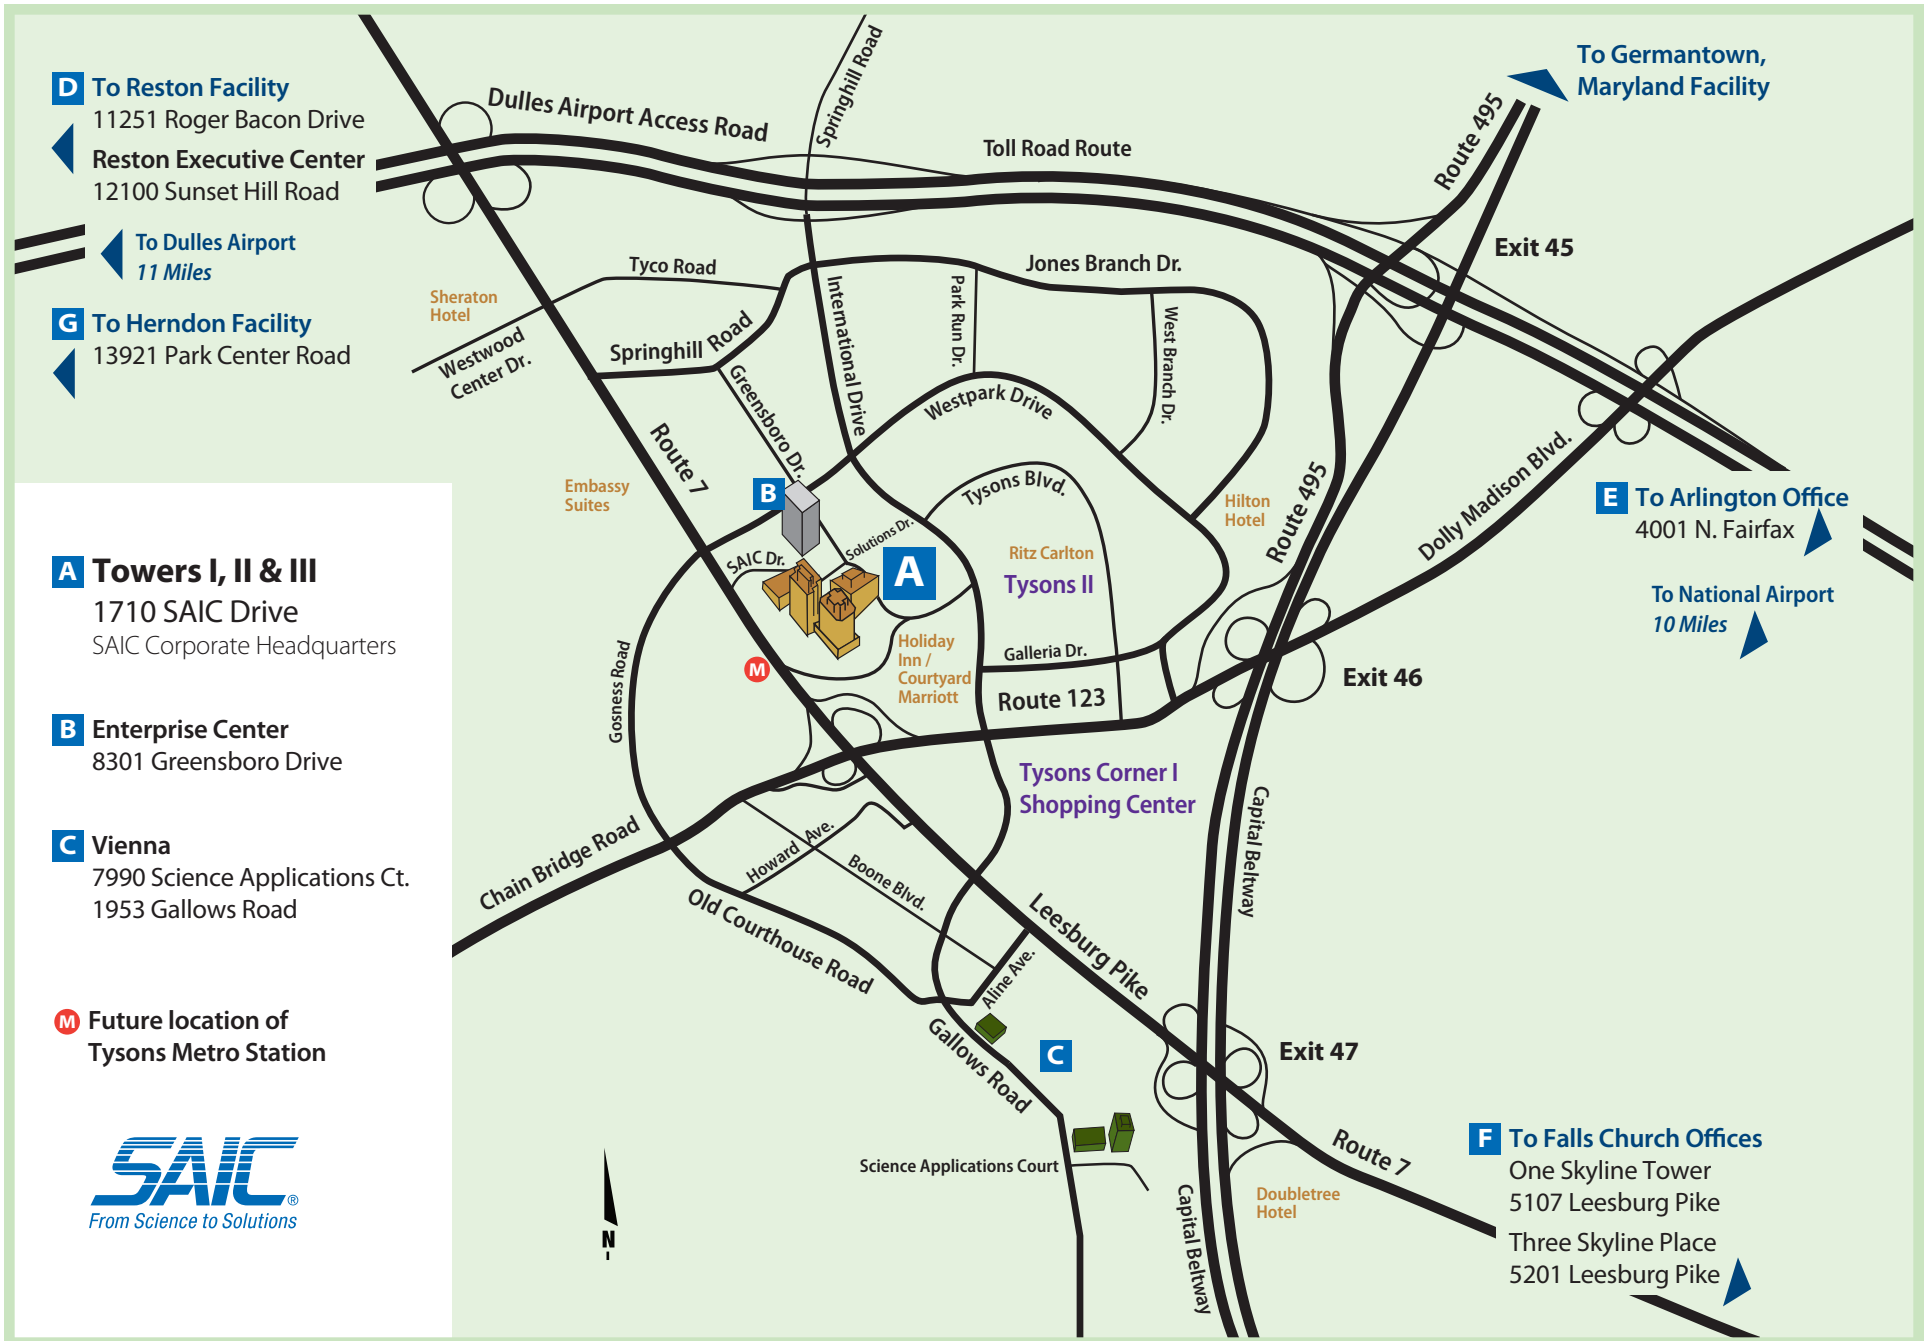 D To Reston Facility
11251 Roger Bacon Drive
Reston Executive Center
12100 Sunset Hill Road
To Dulles Airport
11 Miles
G To Herndon Facility
13921 Park Center Road
A Towers I, II & III
1710 SAIC Drive
SAIC Corporate Headquarters
B Enterprise Center
8301 Greensboro Drive
C Vienna
7990 Science Applications Ct.
1953 Gallows Road
M Future location of
Tysons Metro Station
SAIC®
From Science to Solutions
Dulles Airport Access Road
Springhill Road
Toll Road Route
Route 495
To Germantown,
Maryland Facility
Exit 45
Tyco Road
Jones Branch Dr.
Sheraton
Hotel
Westwood
Center Dr.
Springhill Road
International Drive
Park Run Dr.
West Branch Dr.
Greensboro Dr.
Westpark Drive
Route 7
Embassy
Suites
B
Tysons Blvd.
Hilton
Hotel
Route 495
Dolly Madison Blvd.
E To Arlington Office
4001 N. Fairfax
To National Airport
10 Miles
SAIC Dr.
Solutions Dr.
A
Ritz Carlton
Tysons II
Gosness Road
M
Holiday
Inn /
Courtyard
Marriott
Galleria Dr.
Route 123
Exit 46
Tysons Corner I
Shopping Center
Capital Beltway
Chain Bridge Road
Howard Ave.
Boone Blvd.
Old Courthouse Road
Leesburg Pike
Aline Ave.
Gallows Road
C
Exit 47
Science Applications Court
Route 7
Capital Beltway
Doubletree
Hotel
N
F To Falls Church Offices
One Skyline Tower
5107 Leesburg Pike
Three Skyline Place
5201 Leesburg Pike